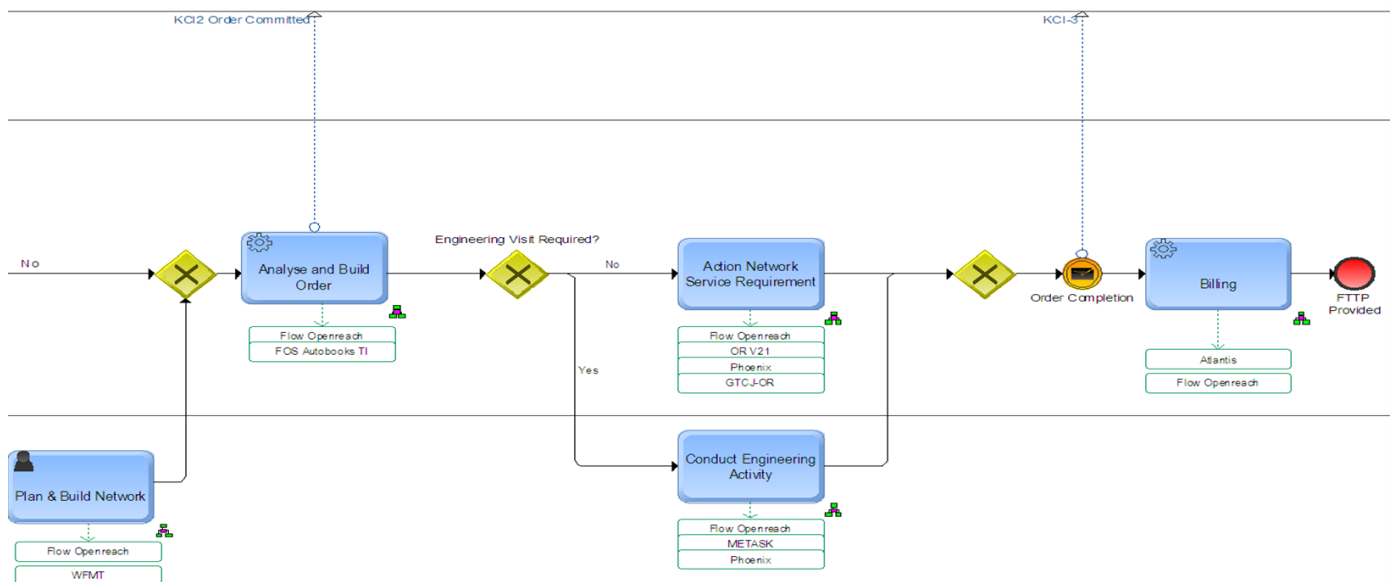 KCI2 Order Committed
KCI-3
Engineering Visit Required?
No
Analyse and Build
Order
No
Action Network
Service Requirement
Order Completion
Billing
FTTP
Provided
Flow Openreach
FOS Autobooks TI
Flow Openreach
OR V21
Phoenix
GTCJ-OR
Atlantis
Flow Openreach
Yes
Plan & Build Network
Conduct Engineering
Activity
Flow Openreach
WFMT
Flow Openreach
METASK
Phoenix